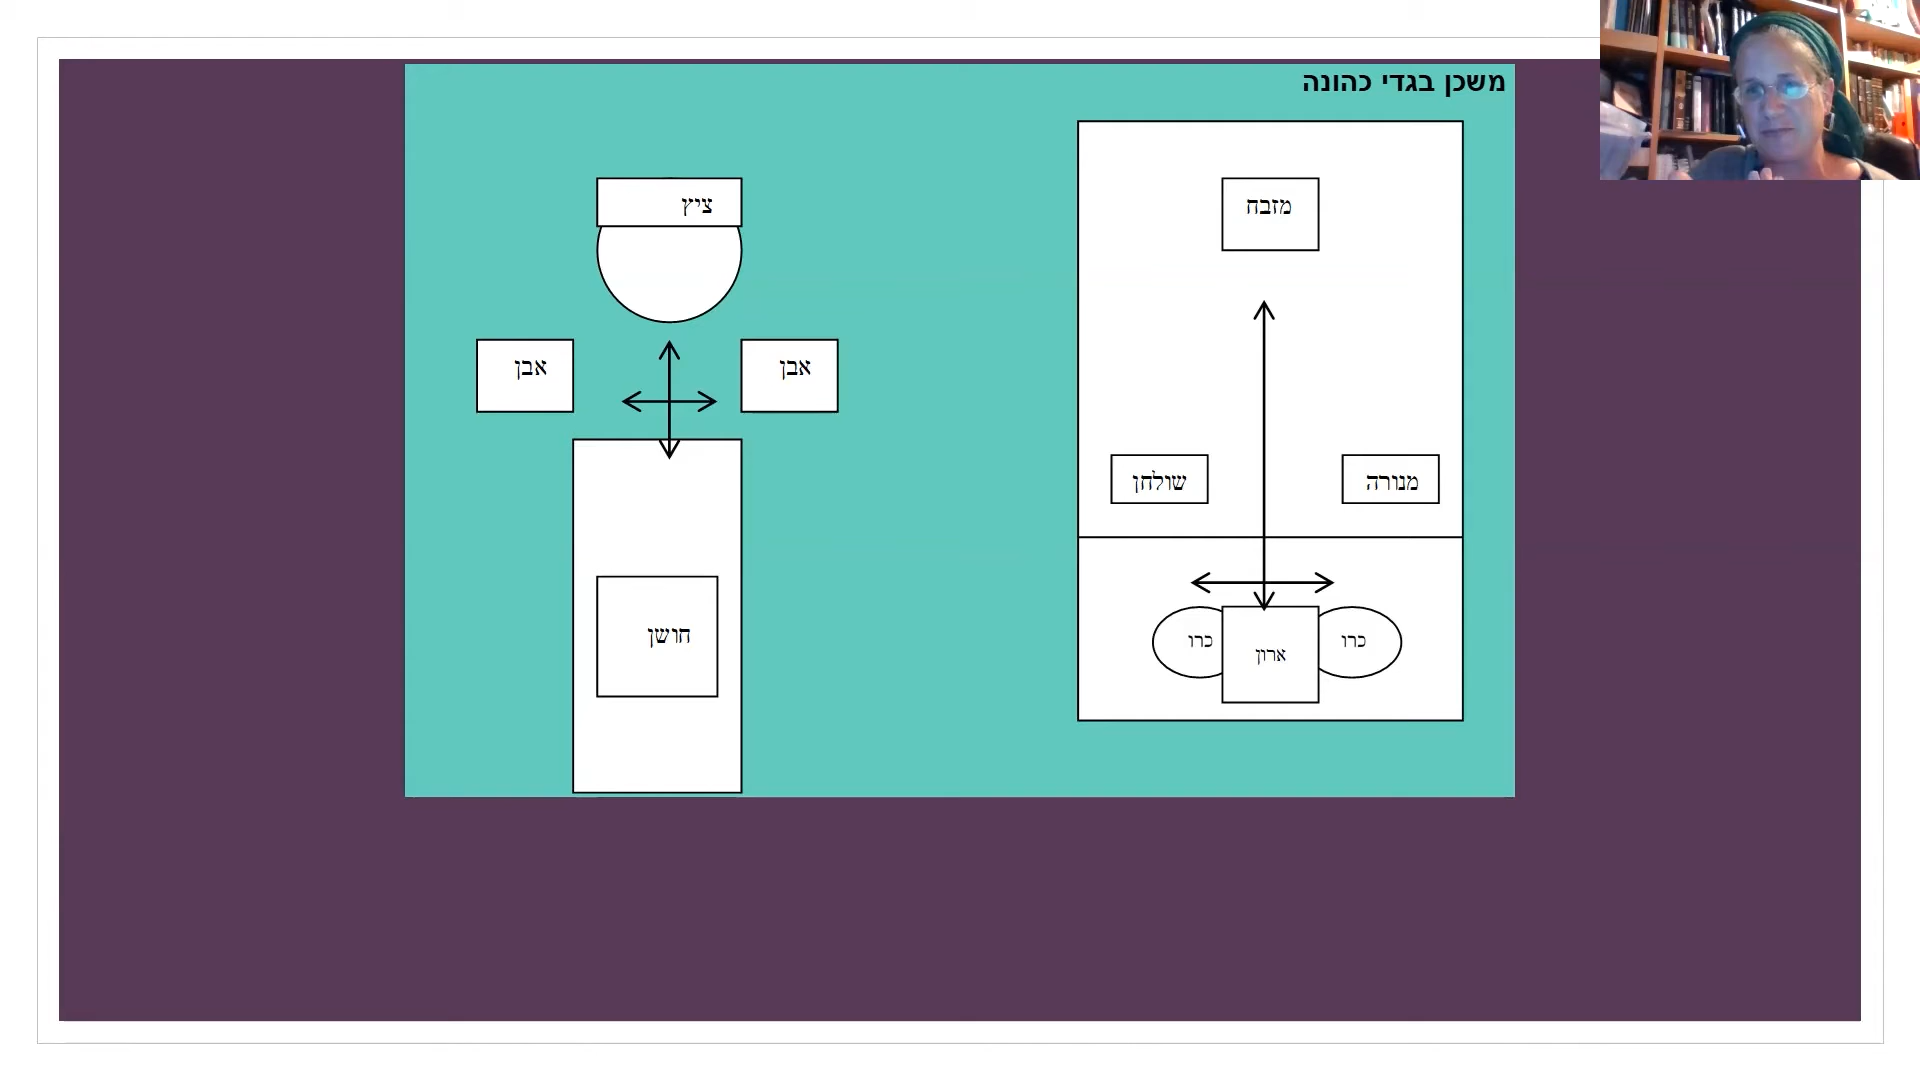 משכן בגדי כהונה
מזבח
מנורה
שולחן
כרו
ארון
כרו
ציץ
אבן
אבן
חושן